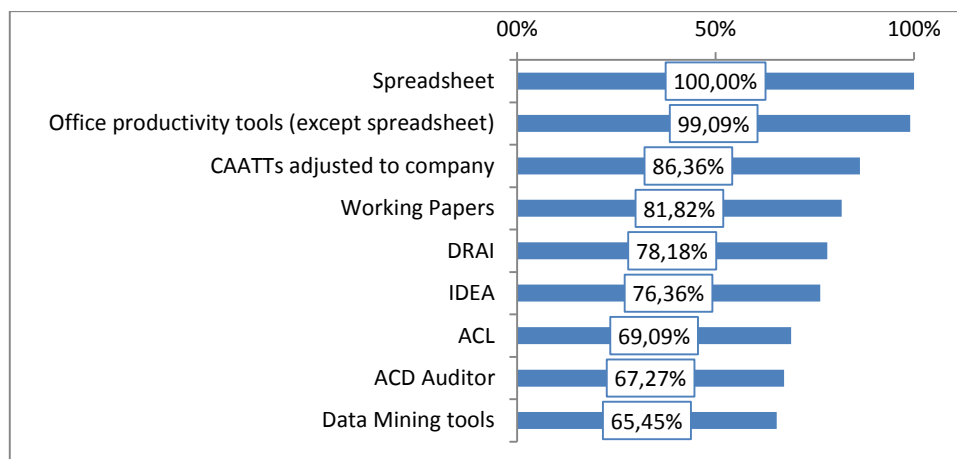 00% 50% 100%
Spreadsheet 100,00%
Office productivity tools (except spreadsheet) 99,09%
CAATTs adjusted to company 86,36%
Working Papers 81,82%
DRAI 78,18%
IDEA 76,36%
ACL 69,09%
ACD Auditor 67,27%
Data Mining tools 65,45%